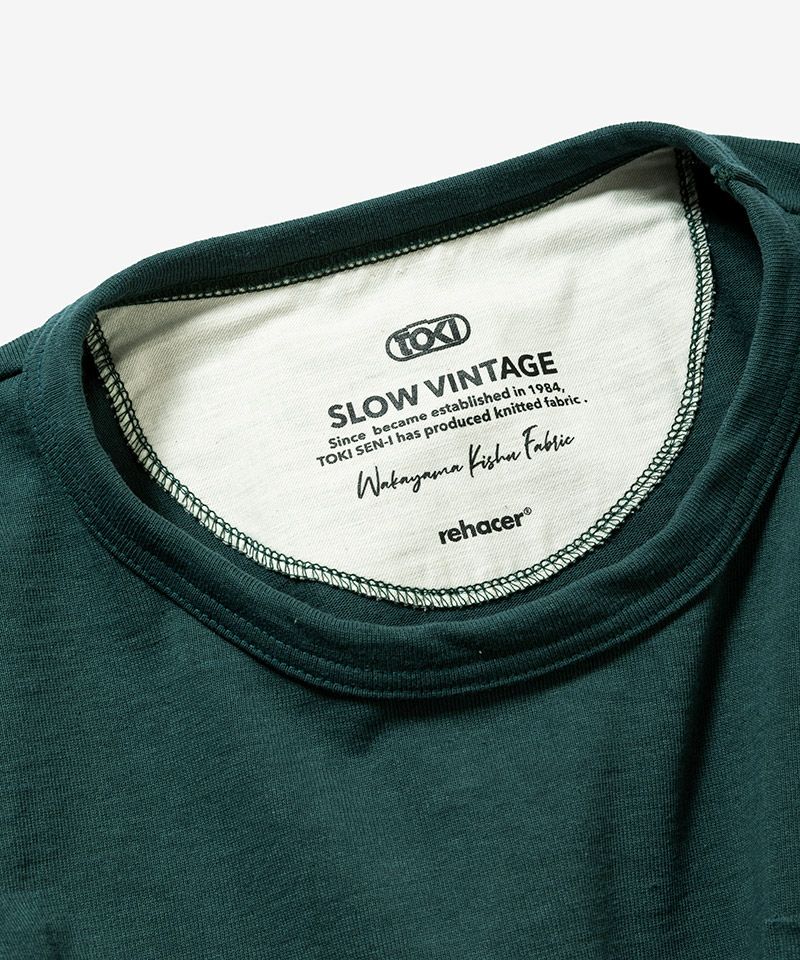 TOKI
SLOW VINTAGE
Since became established in 1984,
TOKI SEN-I has produced knitted fabric .
Wakayama Kishu Fabric
rehacer®